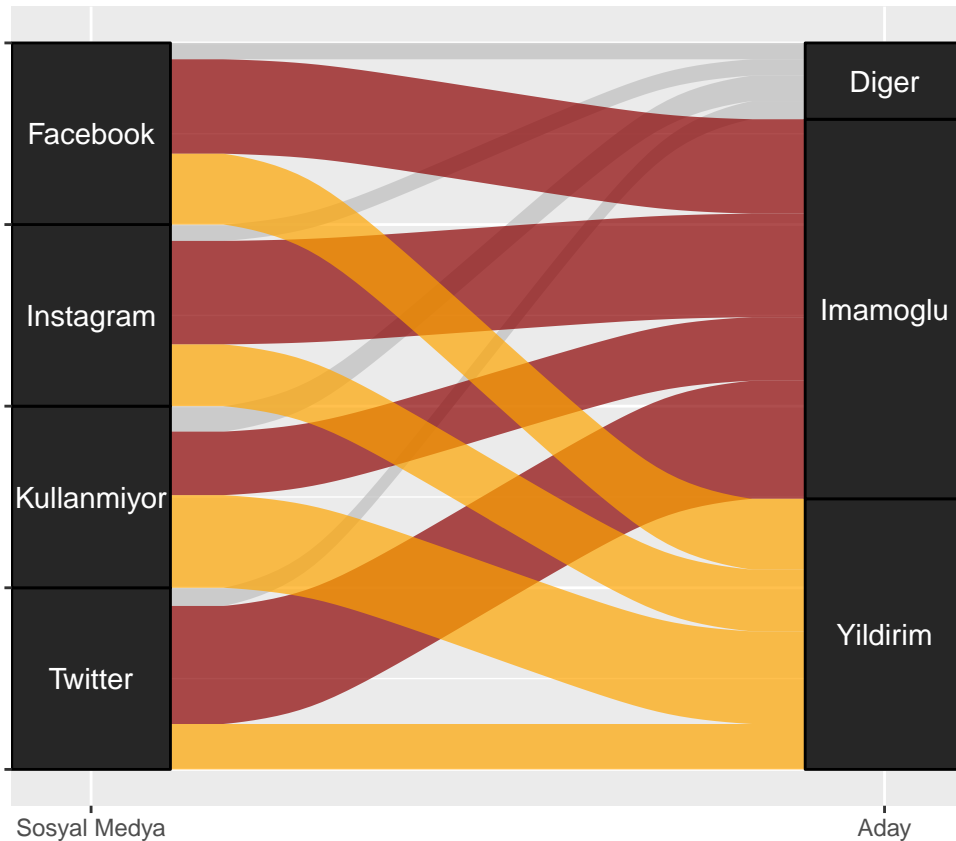 Facebook
Instagram
Kullanmiyor
Twitter
Diger
Imamoglu
Yildirim
Sosyal Medya
Aday